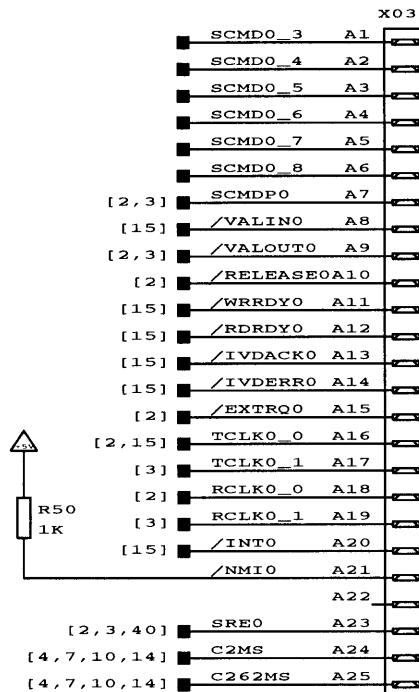 X03
SCMD0_3 A1
SCMD0_4 A2
SCMD0_5 A3
SCMD0_6 A4
SCMD0_7 A5
SCMD0_8 A6
[2,3] SCMDP0 A7
[15] /VALIN0 A8
[2,3] /VALOUT0 A9
[2] /RELEASE0A10
[15] /WRRDY0 A11
[15] /RDRDY0 A12
[15] /IVDACK0 A13
[15] /IVDERR0 A14
[2] /EXTRQ0 A15
+5V [2,15] TCLK0_0 A16
[3] TCLK0_1 A17
[2] RCLK0_0 A18
R50 [3] RCLK0_1 A19
1K
[15] /INT0 A20
/NMI0 A21
A22
[2,3,40] SRE0 A23
[4,7,10,14] C2MS A24
[4,7,10,14] C262MS A25